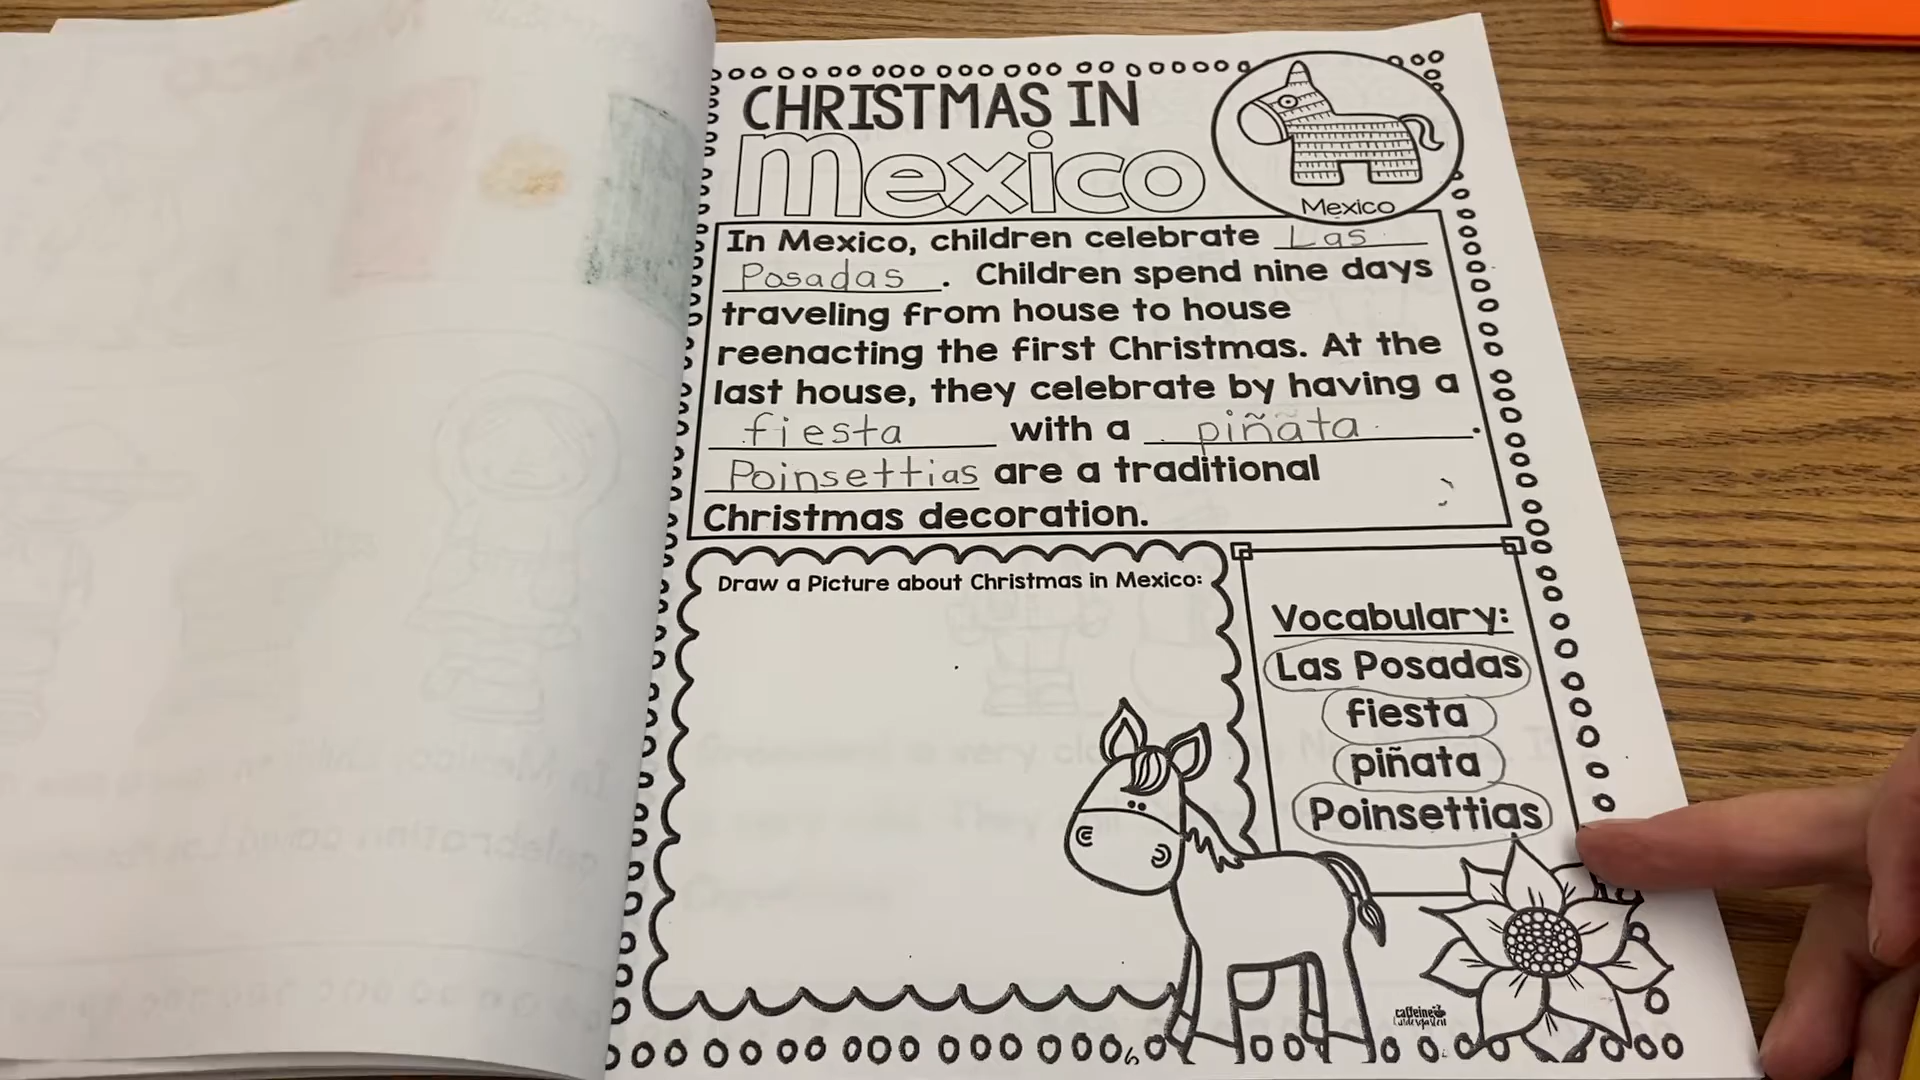 CHRISTMAS IN
Mexico
Mexico
In Mexico, children celebrate Las
Posadas. Children spend nine days
traveling from house to house
reenacting the first Christmas. At the
last house, they celebrate by having a
fiesta with a piñata.
Poinsettias are a traditional
Christmas decoration.
Draw a Picture about Christmas in Mexico:
Vocabulary:
Las Posadas
fiesta
piñata
Poinsettias
caffeine